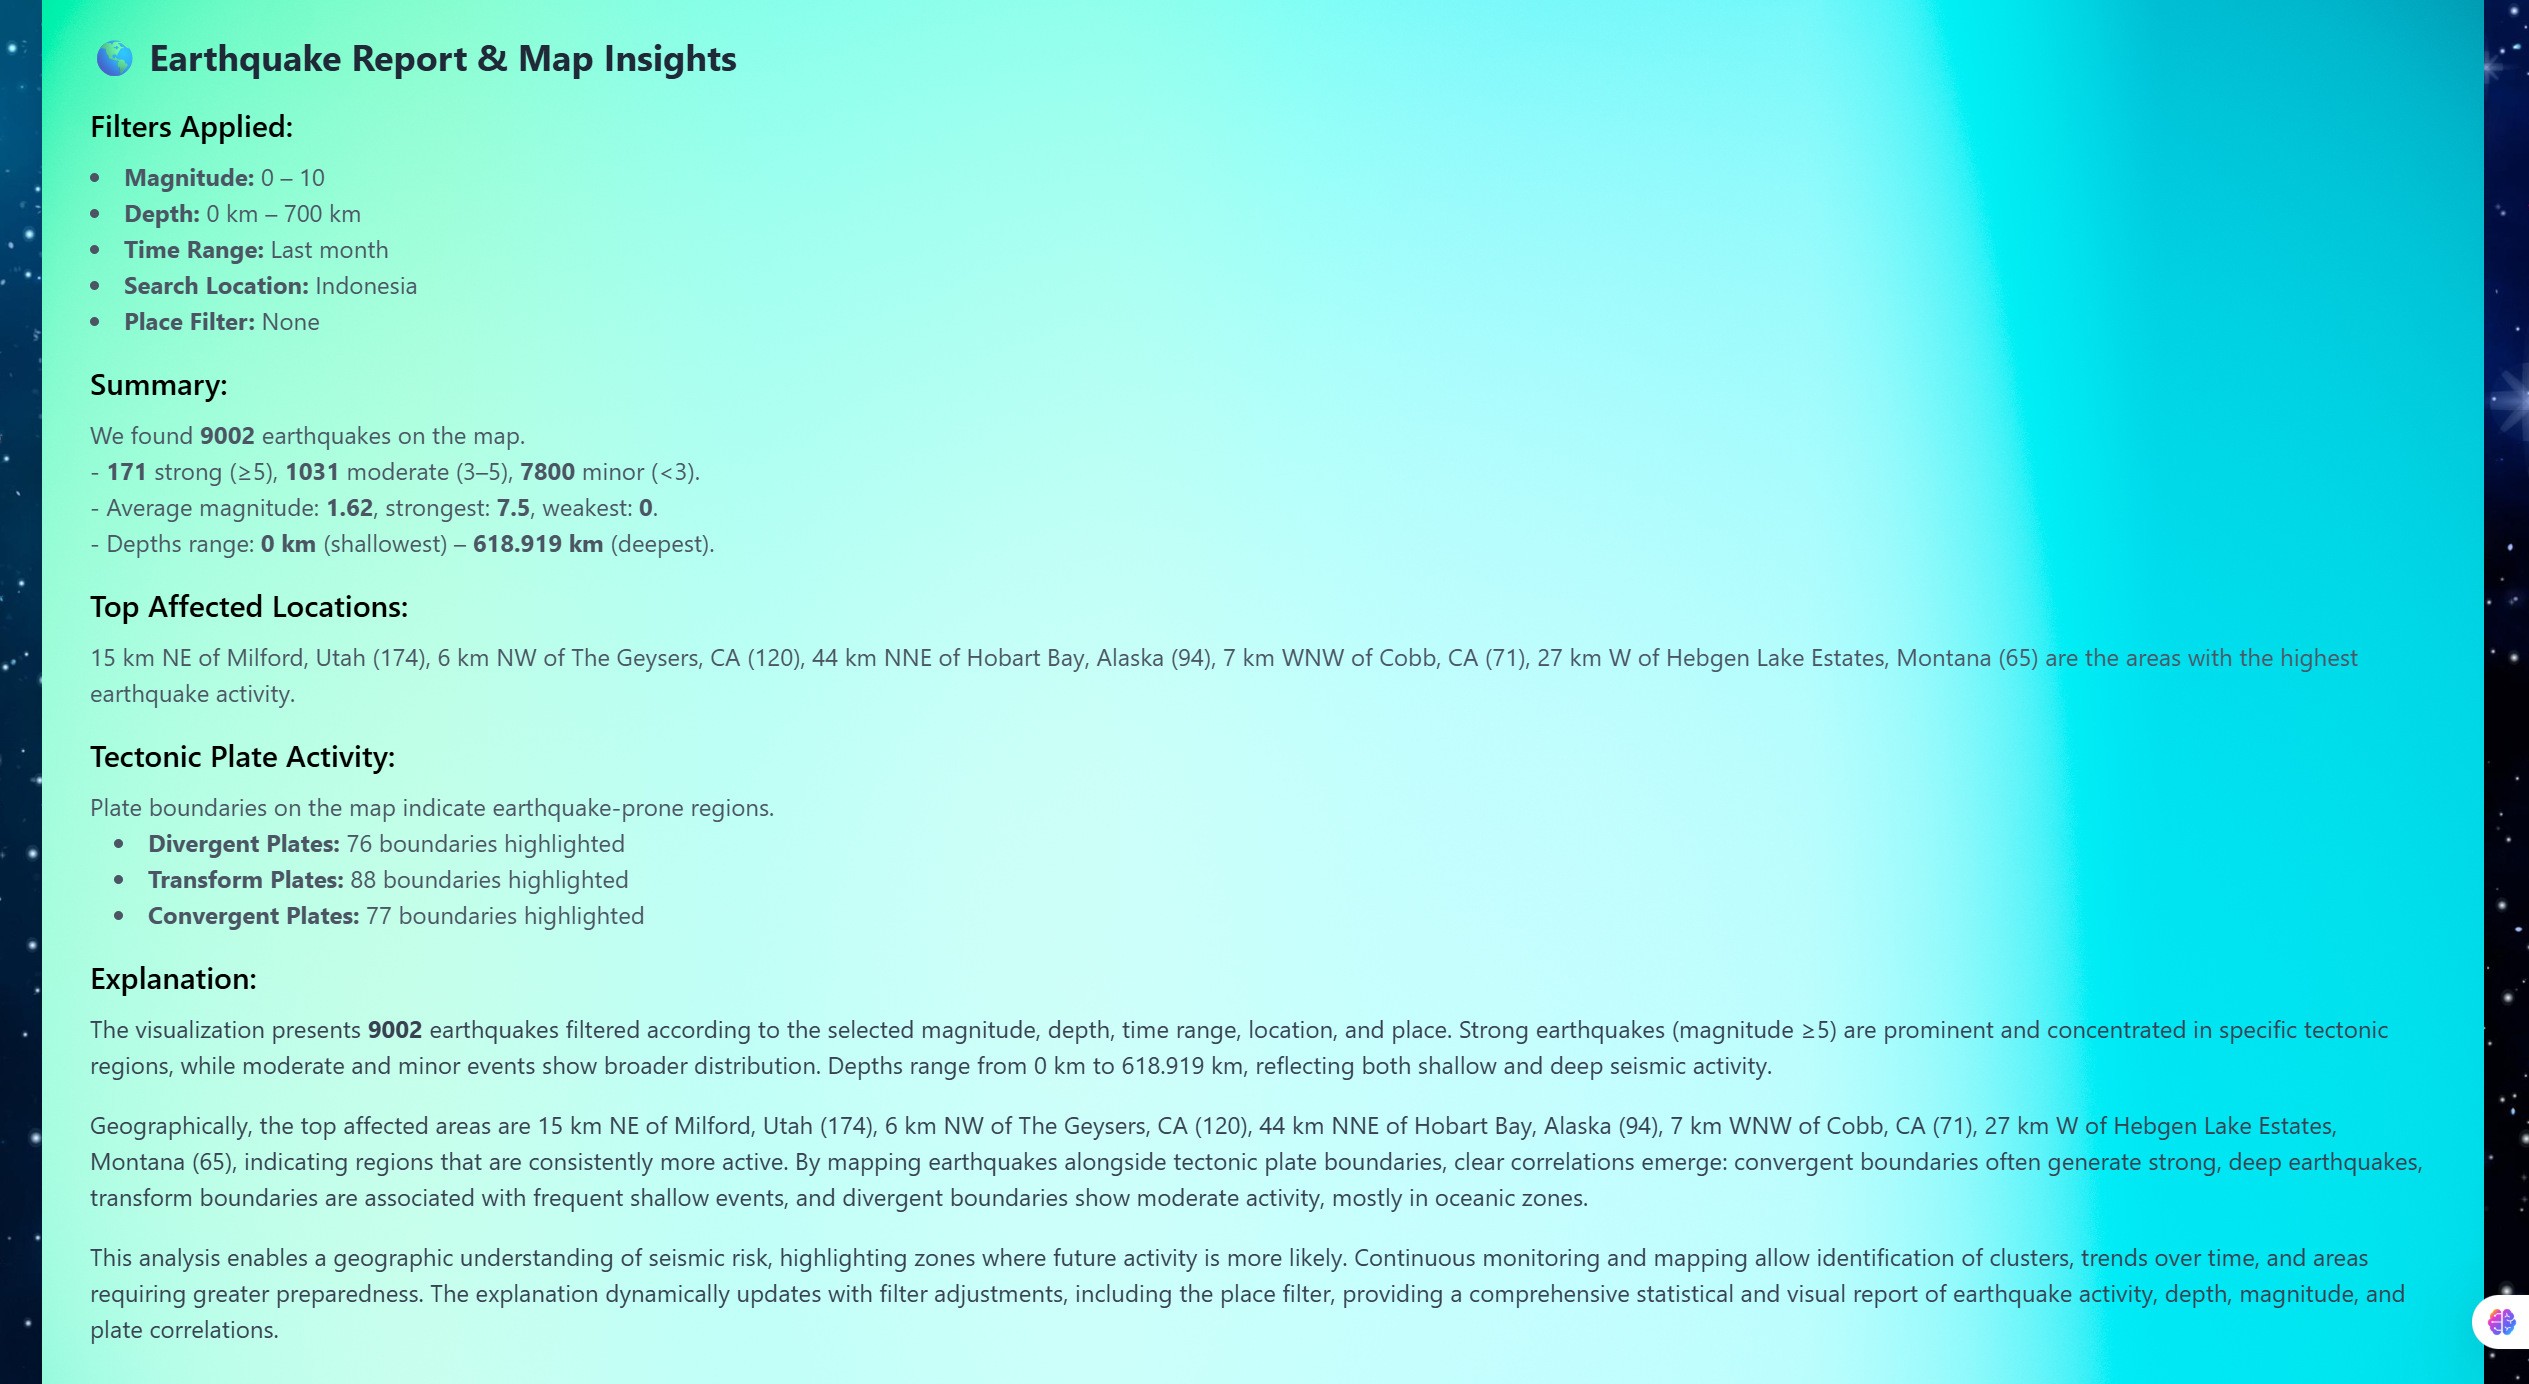 Earthquake Report & Map Insights
Filters Applied:
Magnitude: 0 – 10
Depth: 0 km – 700 km
Time Range: Last month
Search Location: Indonesia
Place Filter: None
Summary:
We found 9002 earthquakes on the map.
- 171 strong (≥5), 1031 moderate (3–5), 7800 minor (<3).
- Average magnitude: 1.62, strongest: 7.5, weakest: 0.
- Depths range: 0 km (shallowest) – 618.919 km (deepest).
Top Affected Locations:
15 km NE of Milford, Utah (174), 6 km NW of The Geysers, CA (120), 44 km NNE of Hobart Bay, Alaska (94), 7 km WNW of Cobb, CA (71), 27 km W of Hebgen Lake Estates, Montana (65) are the areas with the highest
earthquake activity.
Tectonic Plate Activity:
Plate boundaries on the map indicate earthquake-prone regions.
Divergent Plates: 76 boundaries highlighted
Transform Plates: 88 boundaries highlighted
Convergent Plates: 77 boundaries highlighted
Explanation:
The visualization presents 9002 earthquakes filtered according to the selected magnitude, depth, time range, location, and place. Strong earthquakes (magnitude ≥5) are prominent and concentrated in specific tectonic
regions, while moderate and minor events show broader distribution. Depths range from 0 km to 618.919 km, reflecting both shallow and deep seismic activity.
Geographically, the top affected areas are 15 km NE of Milford, Utah (174), 6 km NW of The Geysers, CA (120), 44 km NNE of Hobart Bay, Alaska (94), 7 km WNW of Cobb, CA (71), 27 km W of Hebgen Lake Estates,
Montana (65), indicating regions that are consistently more active. By mapping earthquakes alongside tectonic plate boundaries, clear correlations emerge: convergent boundaries often generate strong, deep earthquakes,
transform boundaries are associated with frequent shallow events, and divergent boundaries show moderate activity, mostly in oceanic zones.
This analysis enables a geographic understanding of seismic risk, highlighting zones where future activity is more likely. Continuous monitoring and mapping allow identification of clusters, trends over time, and areas
requiring greater preparedness. The explanation dynamically updates with filter adjustments, including the place filter, providing a comprehensive statistical and visual report of earthquake activity, depth, magnitude, and
plate correlations.